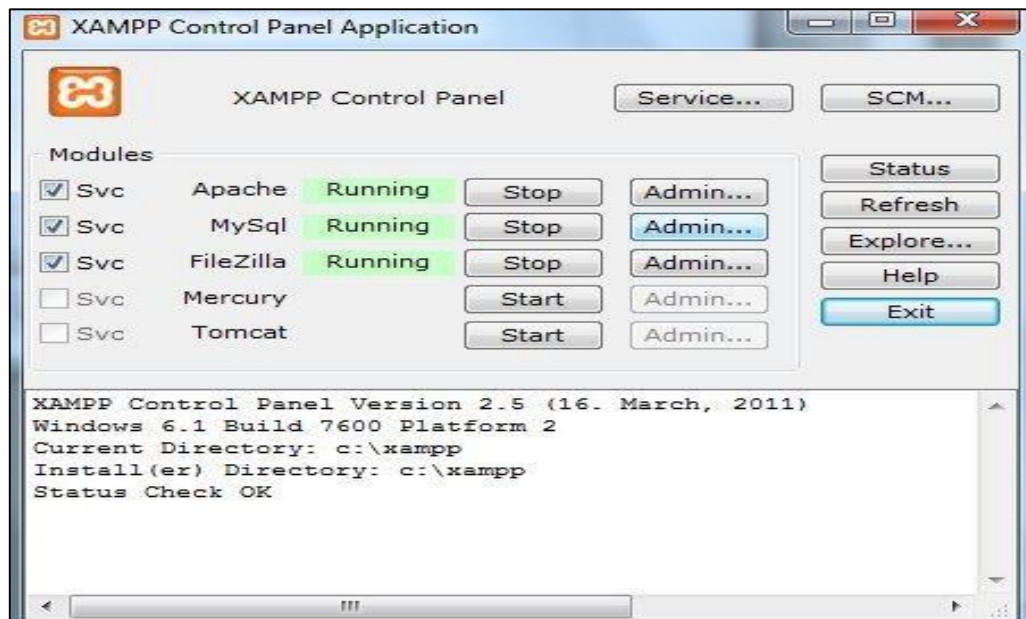 XAMPP Control Panel Application
XAMPP Control Panel Service... SCM...
Modules
Svc Apache Running Stop Admin...
Svc MySql Running Stop Admin...
Svc FileZilla Running Stop Admin...
Svc Mercury Start Admin...
Svc Tomcat Start Admin...
Status
Refresh
Explore...
Help
Exit
XAMPP Control Panel Version 2.5 (16. March, 2011)
Windows 6.1 Build 7600 Platform 2
Current Directory: c:\xampp
Install(er) Directory: c:\xampp
Status Check OK